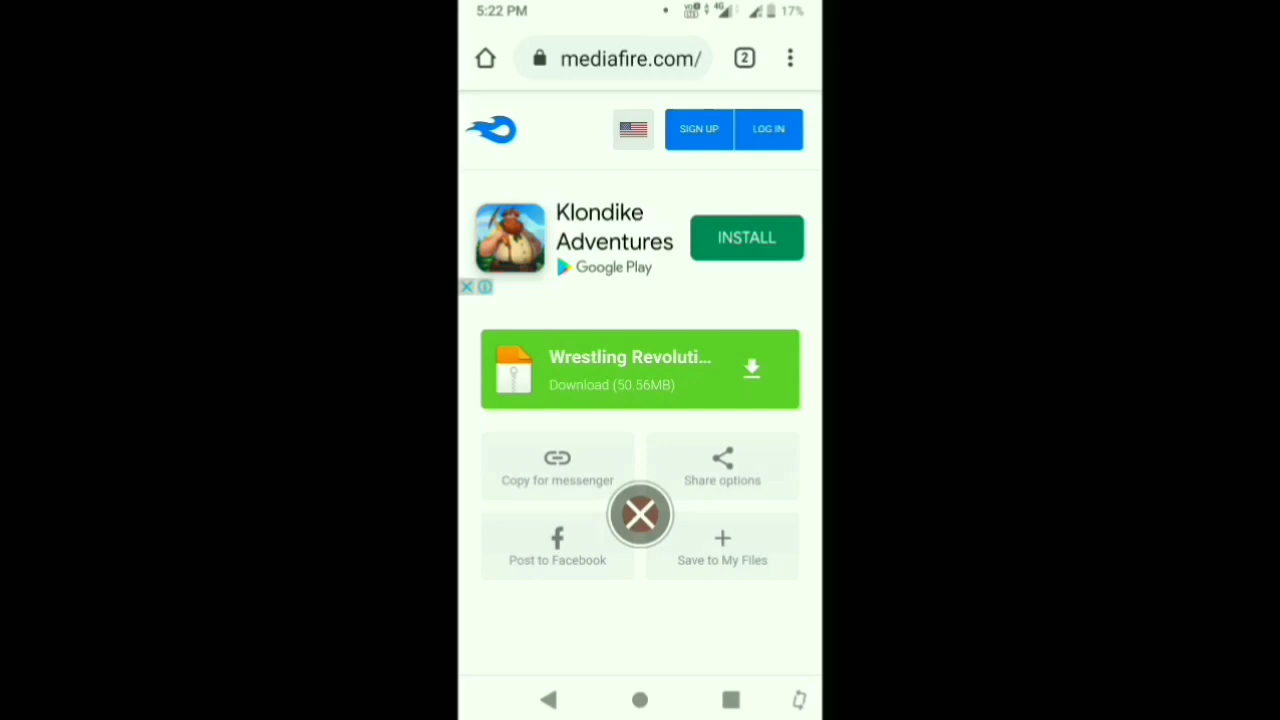 5:22 PM
4G
17%
mediafire.com/
2
SIGN UP
LOG IN
Klondike
Adventures
INSTALL
Google Play
Wrestling Revoluti...
Download (50.56MB)
Copy for messenger
Share options
Post to Facebook
Save to My Files